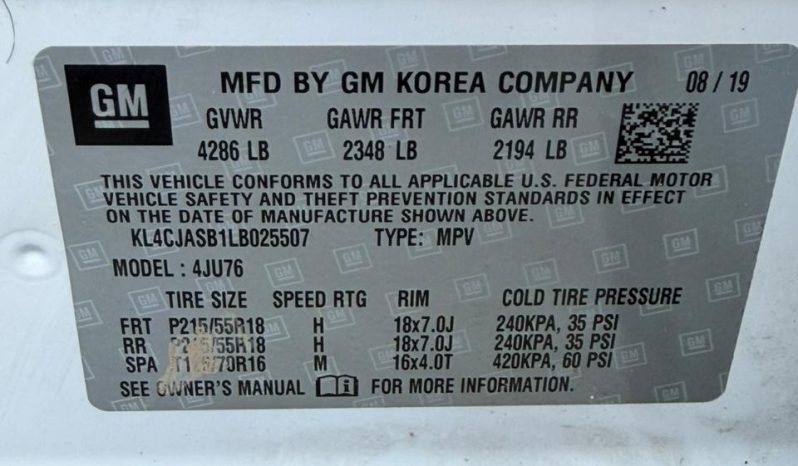 GM MFD BY GM KOREA COMPANY 08 / 19
GVWR GAWR FRT GAWR RR
4286 LB 2348 LB 2194 LB
THIS VEHICLE CONFORMS TO ALL APPLICABLE U.S. FEDERAL MOTOR
VEHICLE SAFETY AND THEFT PREVENTION STANDARDS IN EFFECT
ON THE DATE OF MANUFACTURE SHOWN ABOVE.
KL4CJASB1LB025507 TYPE: MPV
MODEL : 4JU76
TIRE SIZE SPEED RTG RIM COLD TIRE PRESSURE
FRT P215/55R18 H 18x7.0J 240KPA, 35 PSI
RR P215/55R18 H 18x7.0J 240KPA, 35 PSI
SPA M 16x4.0T 420KPA, 60 PSI
SEE OWNER'S MANUAL FOR MORE INFORMATION.